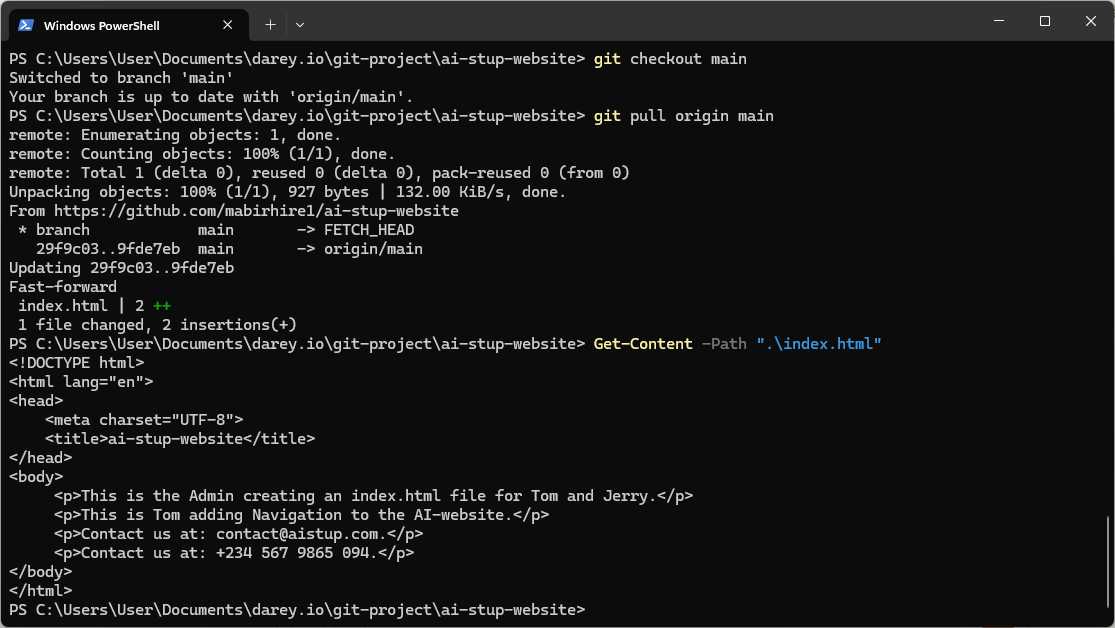 Windows PowerShell
PS C:\Users\User\Documents\darey.io\git-project\ai-stup-website> git checkout main
Switched to branch 'main'
Your branch is up to date with 'origin/main'.
PS C:\Users\User\Documents\darey.io\git-project\ai-stup-website> git pull origin main
remote: Enumerating objects: 1, done.
remote: Counting objects: 100% (1/1), done.
remote: Total 1 (delta 0), reused 0 (delta 0), pack-reused 0 (from 0)
Unpacking objects: 100% (1/1), 927 bytes | 132.00 KiB/s, done.
From https://github.com/mabirhire1/ai-stup-website
 * branch            main       -> FETCH_HEAD
   29f9c03..9fde7eb  main       -> origin/main
Updating 29f9c03..9fde7eb
Fast-forward
 index.html | 2 ++
 1 file changed, 2 insertions(+)
PS C:\Users\User\Documents\darey.io\git-project\ai-stup-website> Get-Content -Path ".\index.html"
<!DOCTYPE html>
<html lang="en">
<head>
    <meta charset="UTF-8">
    <title>ai-stup-website</title>
</head>
<body>
     <p>This is the Admin creating an index.html file for Tom and Jerry.</p>
     <p>This is Tom adding Navigation to the AI-website.</p>
     <p>Contact us at: contact@aistup.com.</p>
     <p>Contact us at: +234 567 9865 094.</p>
</body>
</html>
PS C:\Users\User\Documents\darey.io\git-project\ai-stup-website>